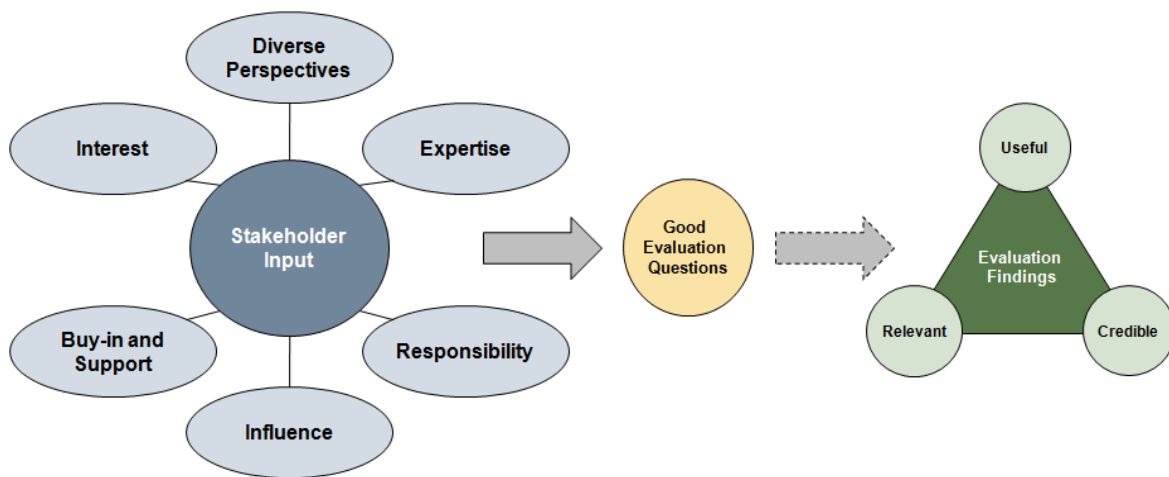 Diverse
Perspectives
Interest
Expertise
Stakeholder
Input
Buy-in and
Support
Responsibility
Influence
Good
Evaluation
Questions
Useful
Evaluation
Findings
Relevant
Credible